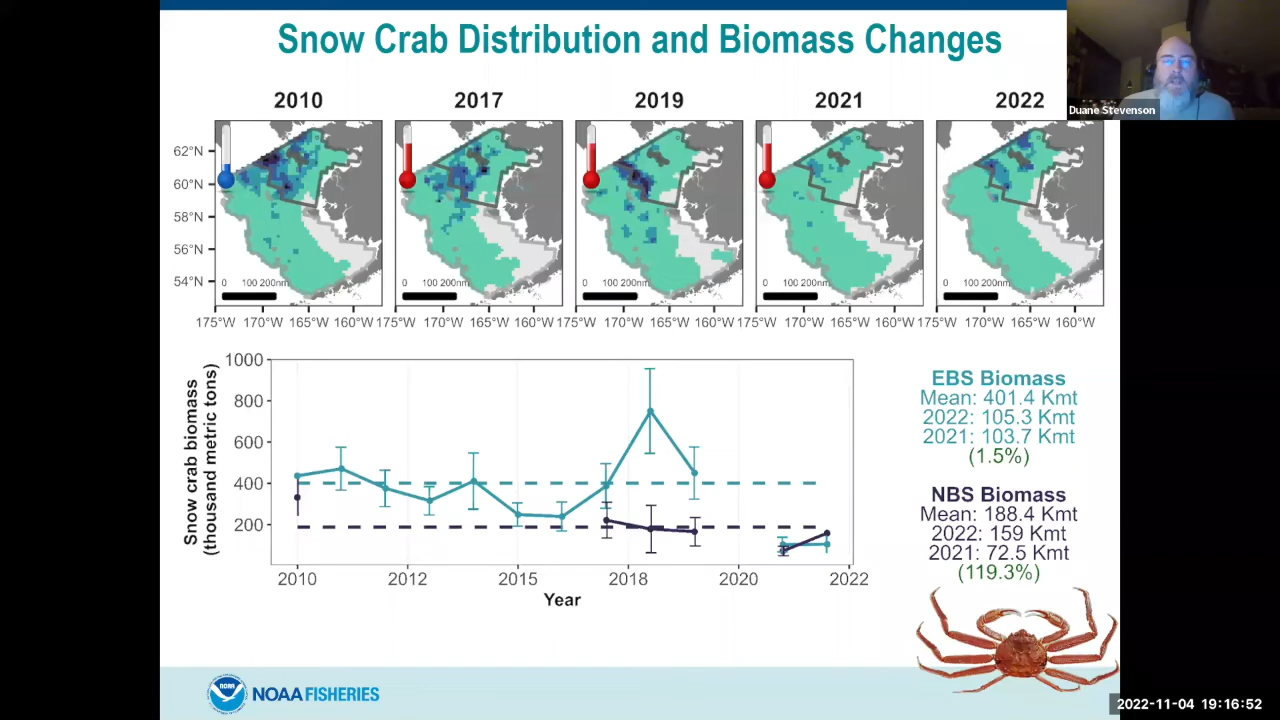 Snow Crab Distribution and Biomass Changes
Duane Stevenson
2010 2017 2019 2021 2022
62°N
60°N
58°N
56°N
54°N
0 100 200nm 0 100 200nm 0 100 200nm 0 100 200nm 0 100 200nm
175°W 170°W 165°W 160°W 175°W 170°W 165°W 160°W 175°W 170°W 165°W 160°W 175°W 170°W 165°W 160°W 175°W 170°W 165°W 160°W
Snow crab biomass
(thousand metric tons)
1000
800
600
400
200
2010 2012 2015 2018 2020 2022
Year
EBS Biomass
Mean: 401.4 Kmt
2022: 105.3 Kmt
2021: 103.7 Kmt
(1.5%)
NBS Biomass
Mean: 188.4 Kmt
2022: 159 Kmt
2021: 72.5 Kmt
(119.3%)
NOAA
NOAA FISHERIES
2022-11-04 19:16:52